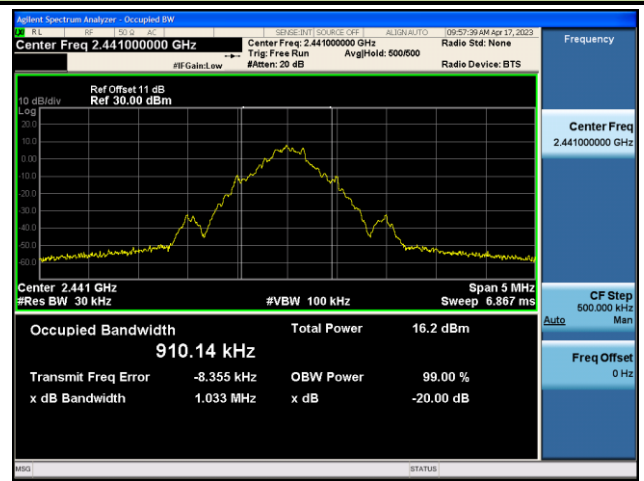 Agilent Spectrum Analyzer - Occupied BW
RL RF 50 Ω AC SENSE:INT SOURCE OFF ALIGNAUTO 09:57:39 AM Apr 17, 2023
Center Freq 2.441000000 GHz Center Freq: 2.441000000 GHz Radio Std: None
Trig: Free Run Avg|Hold: 500/500
#IFGain:Low #Atten: 20 dB Radio Device: BTS
Frequency
Ref Offset 11 dB
10 dB/div Ref 30.00 dBm
Log
20.0
10.0
0.00
-10.0
-20.0
-30.0
-40.0
-50.0
-60.0
Center 2.441 GHz Span 5 MHz
#Res BW 30 kHz #VBW 100 kHz Sweep 6.867 ms
Occupied Bandwidth Total Power 16.2 dBm
910.14 kHz
Transmit Freq Error -8.355 kHz OBW Power 99.00 %
x dB Bandwidth 1.033 MHz x dB -20.00 dB
Center Freq
2.441000000 GHz
CF Step
500.000 kHz
Auto Man
Freq Offset
0 Hz
MSG STATUS